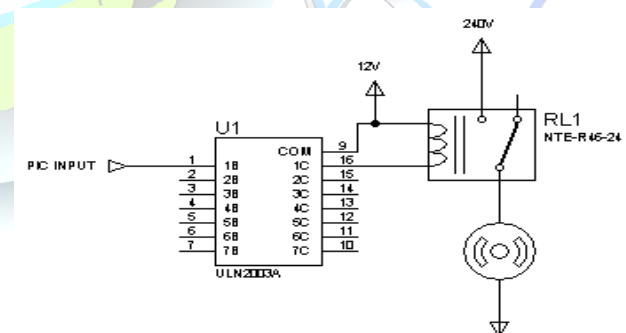 240V
12V
U1
RL1
NTE-R46-24
PIC INPUT
1 1B COM 9
2 2B 1C 16
3 3B 2C 15
4 4B 3C 14
5 5B 4C 13
6 6B 5C 12
7 7B 6C 11
7C 10
ULN2003A